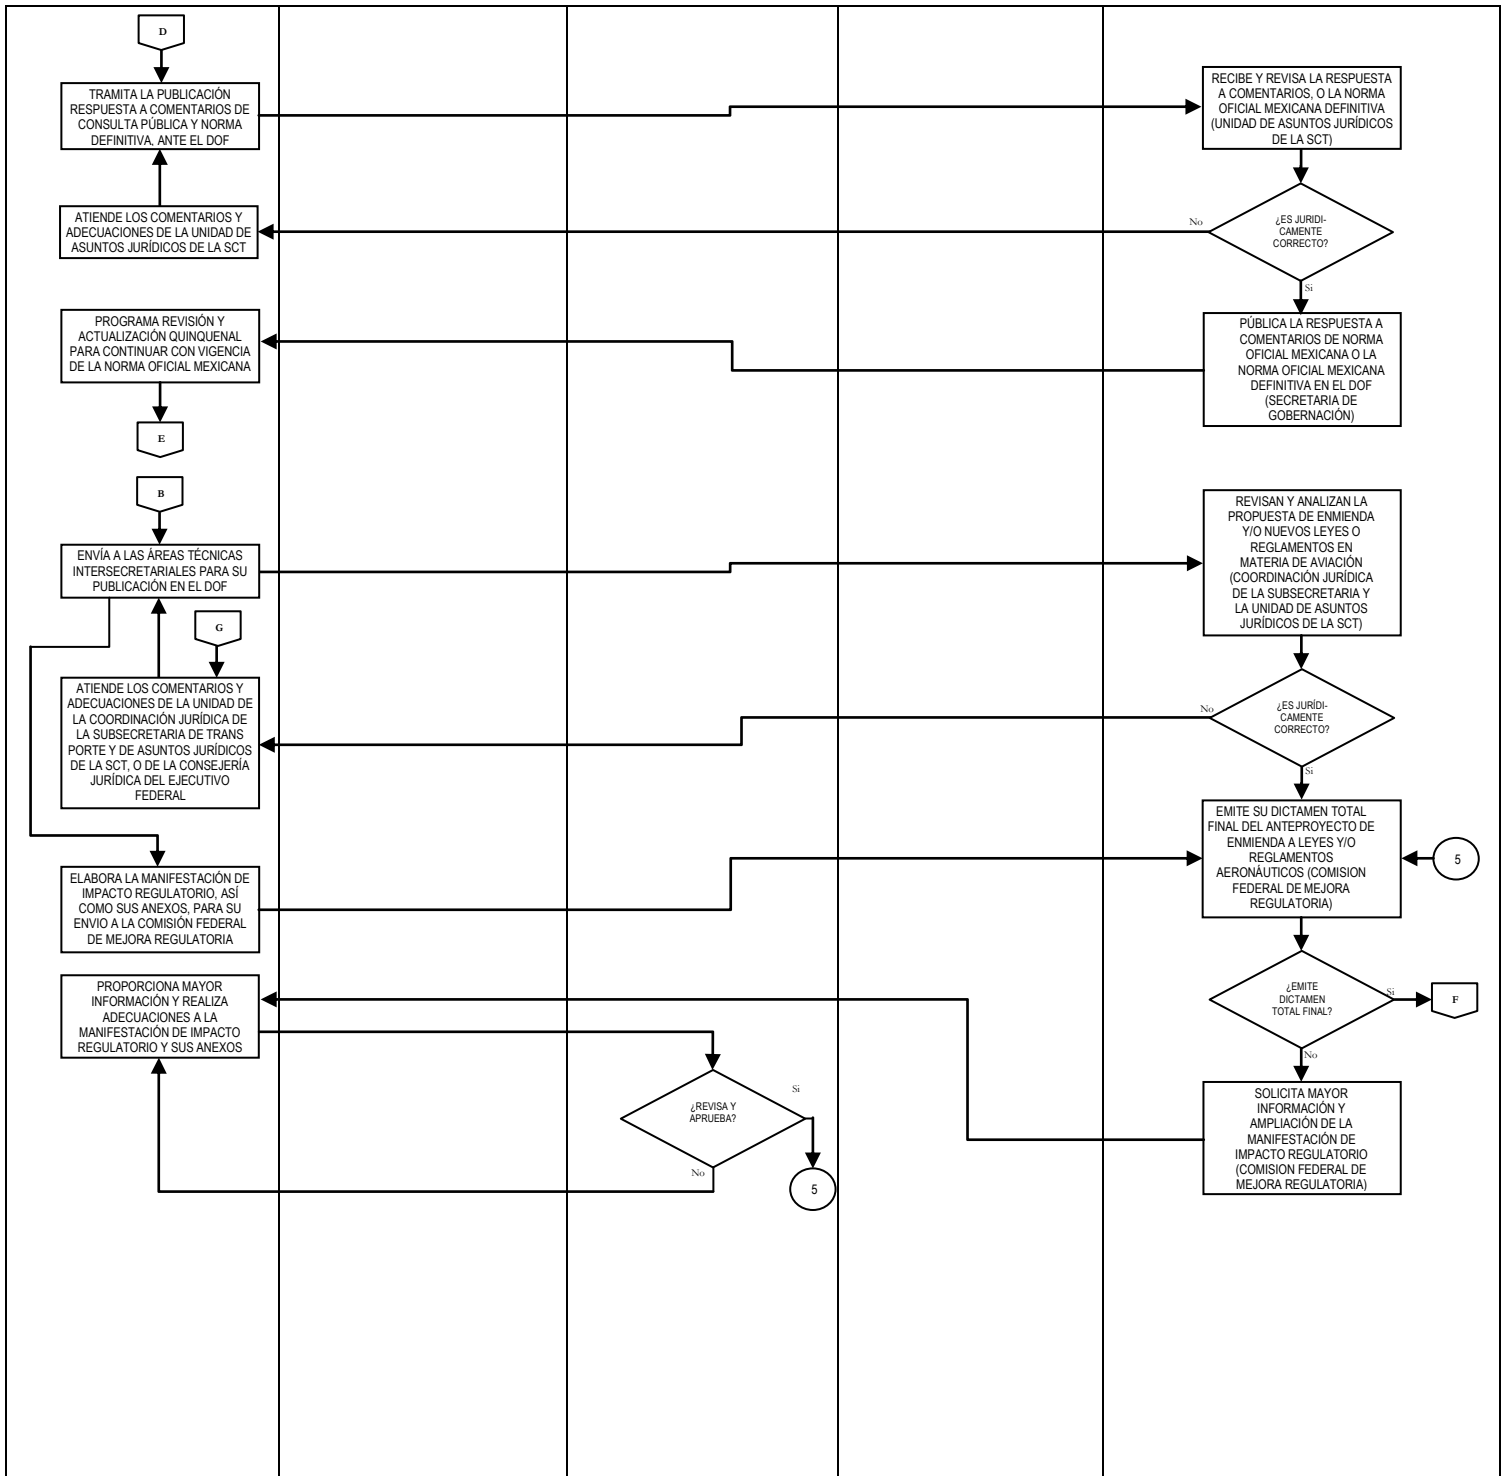 D
TRAMITA LA PUBLICACIÓN
RESPUESTA A COMENTARIOS DE
CONSULTA PÚBLICA Y NORMA
DEFINITIVA, ANTE EL DOF
RECIBE Y REVISA LA RESPUESTA
A COMENTARIOS, O LA NORMA
OFICIAL MEXICANA DEFINITIVA
(UNIDAD DE ASUNTOS JURÍDICOS
DE LA SCT)
ATIENDE LOS COMENTARIOS Y
ADECUACIONES DE LA UNIDAD DE
ASUNTOS JURÍDICOS DE LA SCT
No
¿ES JURIDI-
CAMENTE
CORRECTO?
Si
PROGRAMA REVISIÓN Y
ACTUALIZACIÓN QUINQUENAL
PARA CONTINUAR CON VIGENCIA
DE LA NORMA OFICIAL MEXICANA
PÚBLICA LA RESPUESTA A
COMENTARIOS DE NORMA
OFICIAL MEXICANA O LA
NORMA OFICIAL MEXICANA
DEFINITIVA EN EL DOF
(SECRETARIA DE
GOBERNACIÓN)
E
B
ENVÍA A LAS ÁREAS TÉCNICAS
INTERSECRETARIALES PARA SU
PUBLICACIÓN EN EL DOF
REVISAN Y ANALIZAN LA
PROPUESTA DE ENMIENDA
Y/O NUEVOS LEYES O
REGLAMENTOS EN
MATERIA DE AVIACIÓN
(COORDINACIÓN JURÍDICA
DE LA SUBSECRETARIA Y
LA UNIDAD DE ASUNTOS
JURÍDICOS DE LA SCT)
G
ATIENDE LOS COMENTARIOS Y
ADECUACIONES DE LA UNIDAD DE
LA COORDINACIÓN JURÍDICA DE
LA SUBSECRETARIA DE TRANS
PORTE Y DE ASUNTOS JURÍDICOS
DE LA SCT, O DE LA CONSEJERÍA
JURÍDICA DEL EJECUTIVO
FEDERAL
No
¿ES JURÍDI-
CAMENTE
CORRECTO?
Si
EMITE SU DICTAMEN TOTAL
FINAL DEL ANTEPROYECTO DE
ENMIENDA A LEYES Y/O
REGLAMENTOS
AERONÁUTICOS (COMISION
FEDERAL DE MEJORA
REGULATORIA)
5
ELABORA LA MANIFESTACIÓN DE
IMPACTO REGULATORIO, ASÍ
COMO SUS ANEXOS, PARA SU
ENVIO A LA COMISIÓN FEDERAL
DE MEJORA REGULATORIA
PROPORCIONA MAYOR
INFORMACIÓN Y REALIZA
ADECUACIONES A LA
MANIFESTACIÓN DE IMPACTO
REGULATORIO Y SUS ANEXOS
¿EMITE
DICTAMEN
TOTAL FINAL?
Si
F
No
¿REVISA Y
APRUEBA?
Si
No
5
SOLICITA MAYOR
INFORMACIÓN Y
AMPLIACIÓN DE LA
MANIFESTACIÓN DE
IMPACTO REGULATORIO
(COMISION FEDERAL DE
MEJORA REGULATORIA)